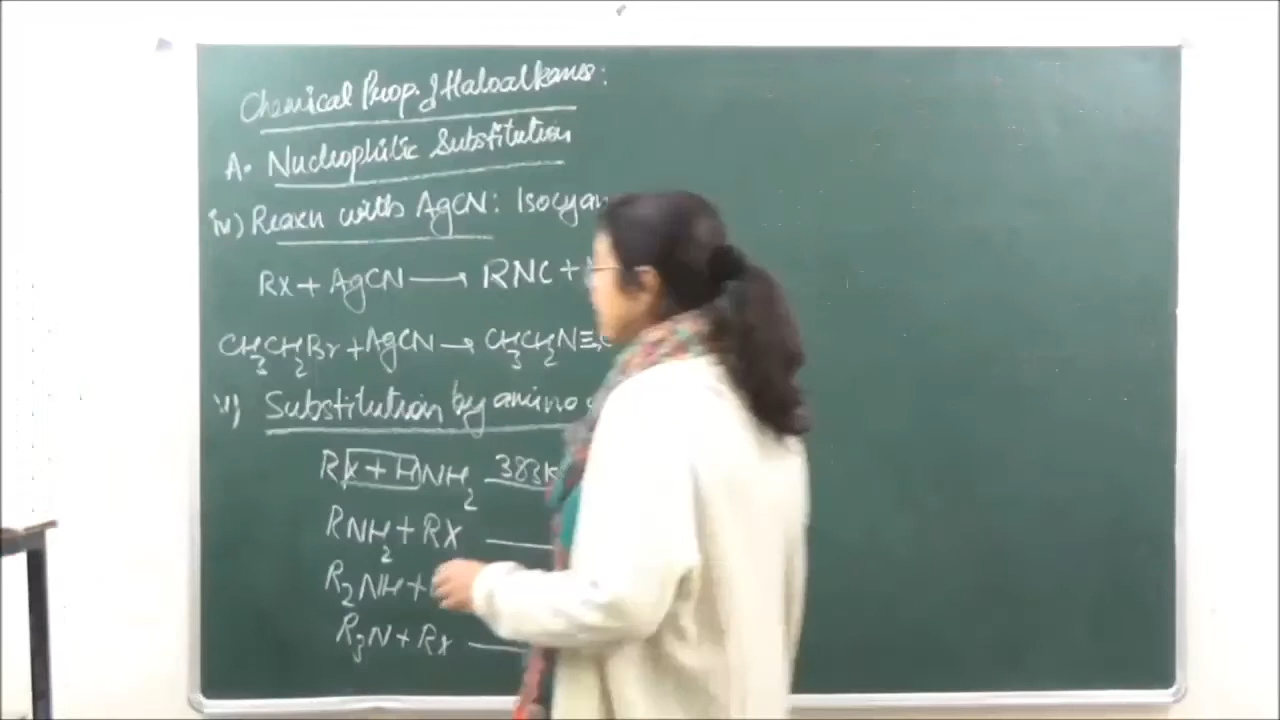 Chemical Prop. of Haloalkanes:
A. Nucleophilic Substitution
iv) Reaxn with AgCN: Isocyan
Rx + AgCN → RNC +
CH₃CH₂Br + AgCN → CH₃CH₂N≡C
v) Substitution by amino
Rx + HNH₂ 383K
RNH₂ + RX
R₂NH +
R₃N + Rx